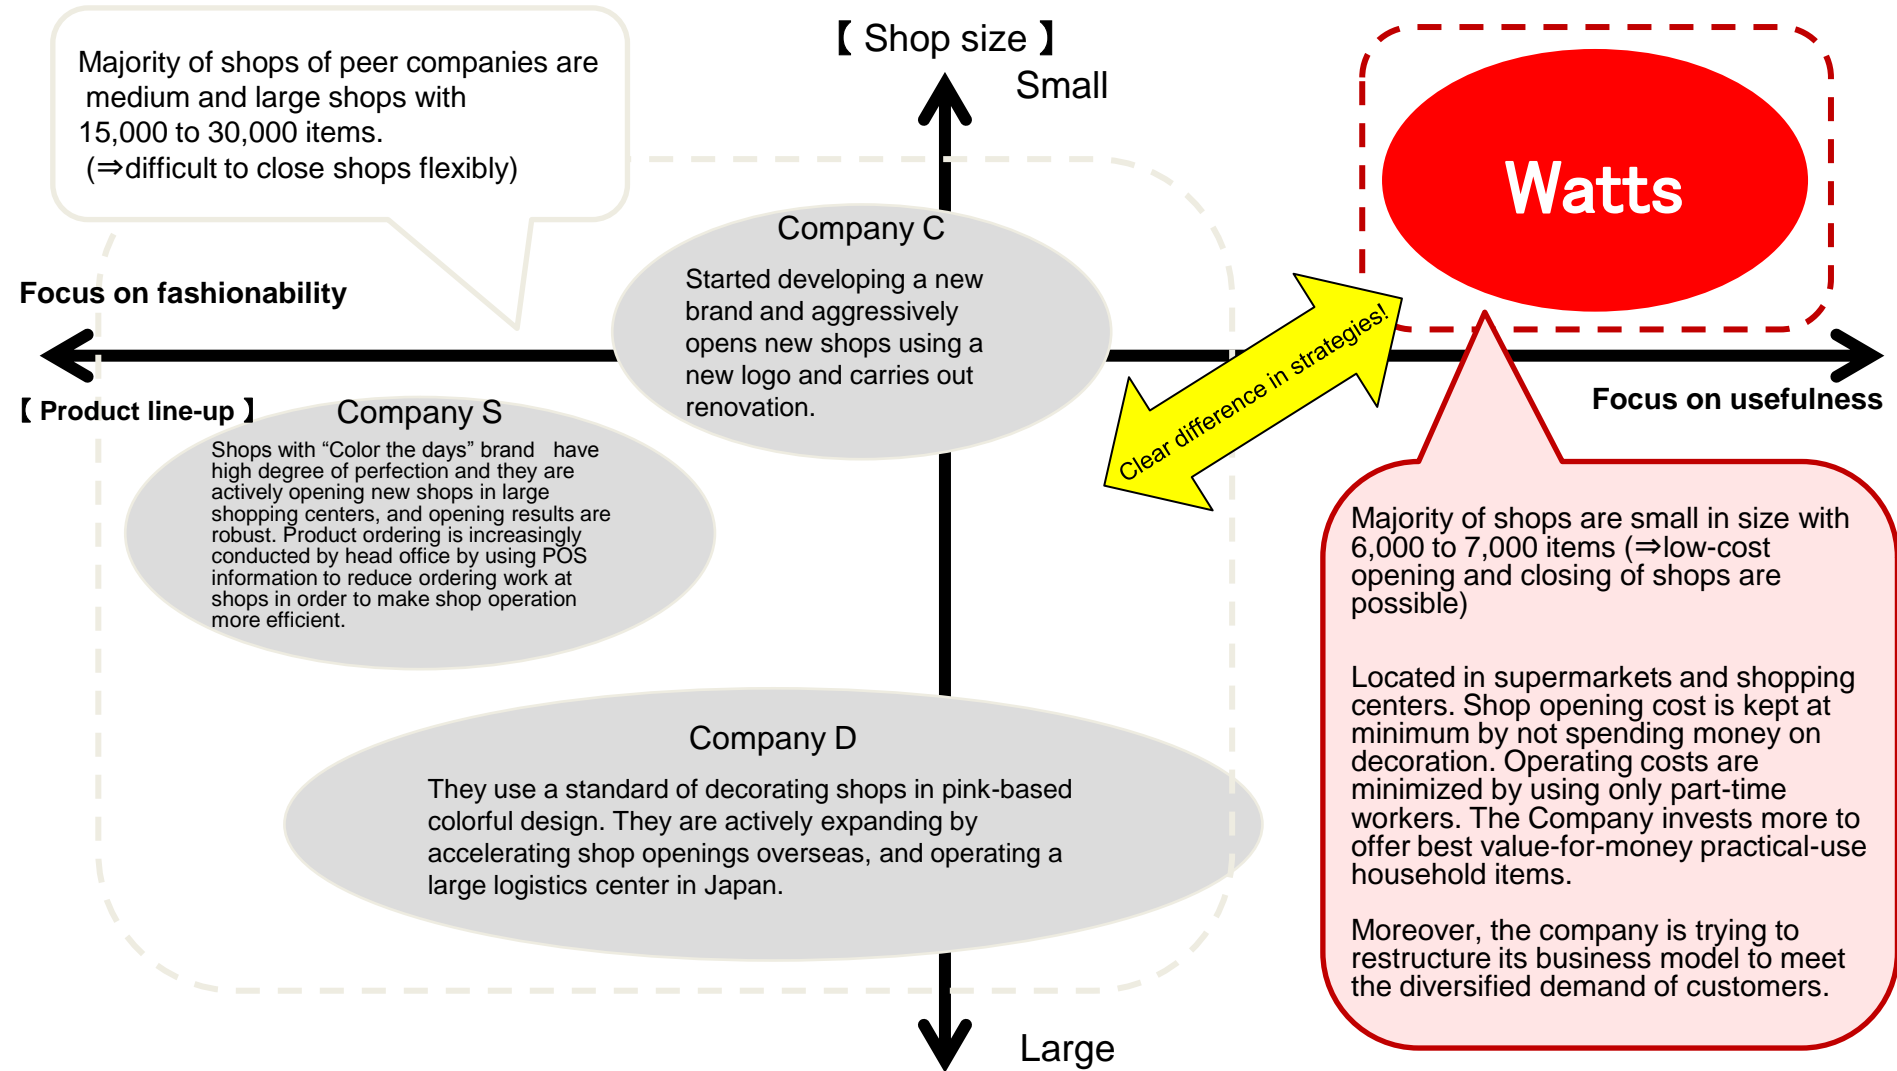 Majority of shops of peer companies are
medium and large shops with
15,000 to 30,000 items.
(⇒difficult to close shops flexibly)
【 Shop size 】
Small
Watts
Company C
Started developing a new
brand and aggressively
opens new shops using a
new logo and carries out
renovation.
Focus on fashionability
Clear difference in strategies!
Focus on usefulness
【 Product line-up 】
Company S
Shops with “Color the days” brand have
high degree of perfection and they are
actively opening new shops in large
shopping centers, and opening results are
robust. Product ordering is increasingly
conducted by head office by using POS
information to reduce ordering work at
shops in order to make shop operation
more efficient.
Majority of shops are small in size with
6,000 to 7,000 items (⇒low-cost
opening and closing of shops are
possible)
Located in supermarkets and shopping
centers. Shop opening cost is kept at
minimum by not spending money on
decoration. Operating costs are
minimized by using only part-time
workers. The Company invests more to
offer best value-for-money practical-use
household items.
Moreover, the company is trying to
restructure its business model to meet
the diversified demand of customers.
Company D
They use a standard of decorating shops in pink-based
colorful design. They are actively expanding by
accelerating shop openings overseas, and operating a
large logistics center in Japan.
Large